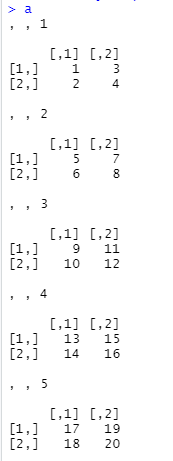 > a
, , 1
     [,1] [,2]
[1,]    1    3
[2,]    2    4
, , 2
     [,1] [,2]
[1,]    5    7
[2,]    6    8
, , 3
     [,1] [,2]
[1,]    9   11
[2,]   10   12
, , 4
     [,1] [,2]
[1,]   13   15
[2,]   14   16
, , 5
     [,1] [,2]
[1,]   17   19
[2,]   18   20